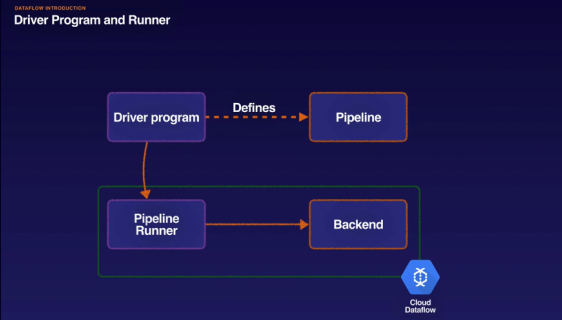 DATAFLOW INTRODUCTION
Driver Program and Runner
Driver program
Defines
Pipeline
Pipeline
Runner
Backend
Cloud
Dataflow